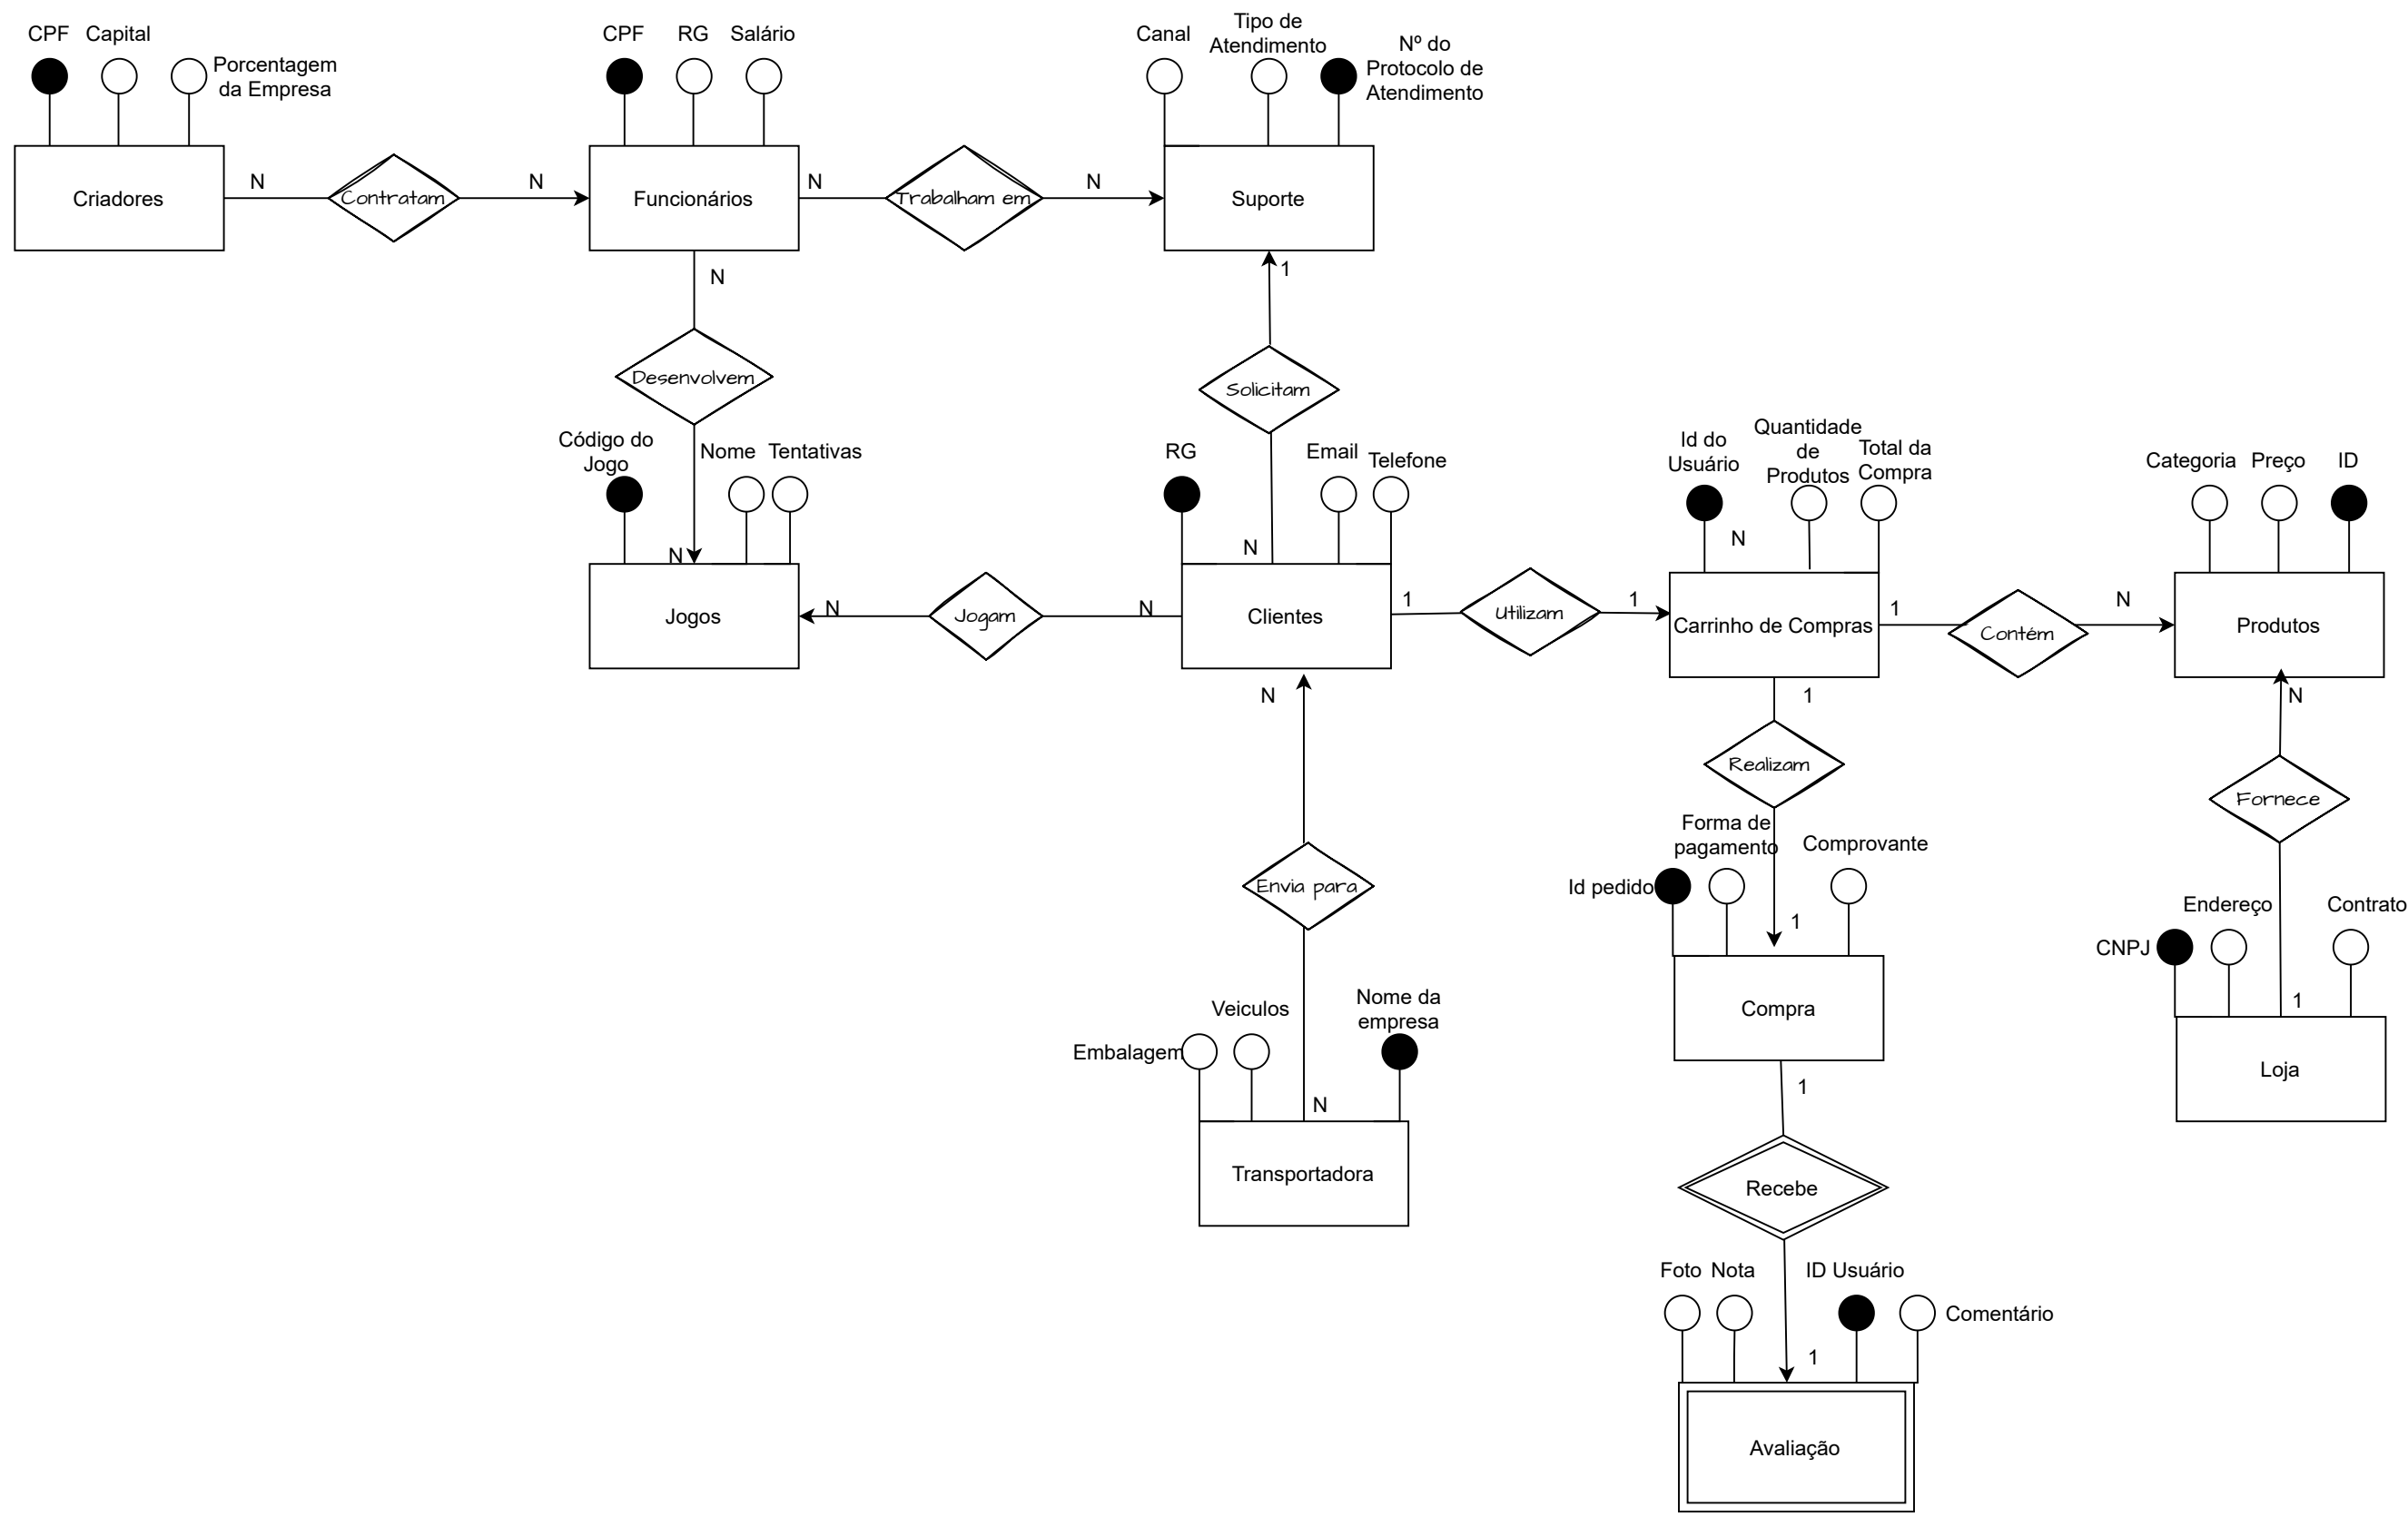 CPF
Capital
Porcentagem
da Empresa
CPF
RG
Salário
Canal
Tipo de
Atendimento
Nº do
Protocolo de
Atendimento
Criadores
N
Contratam
N
Funcionários
N
Trabalham em
N
Suporte
N
1
Desenvolvem
Solicitam
Código do
Jogo
Nome
Tentativas
RG
Email
Telefone
Id do
Usuário
Quantidade
de
Produtos
Total da
Compra
Categoria
Preço
ID
N
N
N
Jogos
N
Jogam
N
Clientes
1
Utilizam
1
Carrinho de Compras
1
Contém
N
Produtos
N
1
N
Realizam
Fornece
Forma de
pagamento
Comprovante
Id pedido
Envia para
1
Endereço
Contrato
CNPJ
Veiculos
Nome da
empresa
Embalagem
Compra
1
Loja
N
1
Transportadora
Recebe
Foto
Nota
ID Usuário
Comentário
1
Avaliação